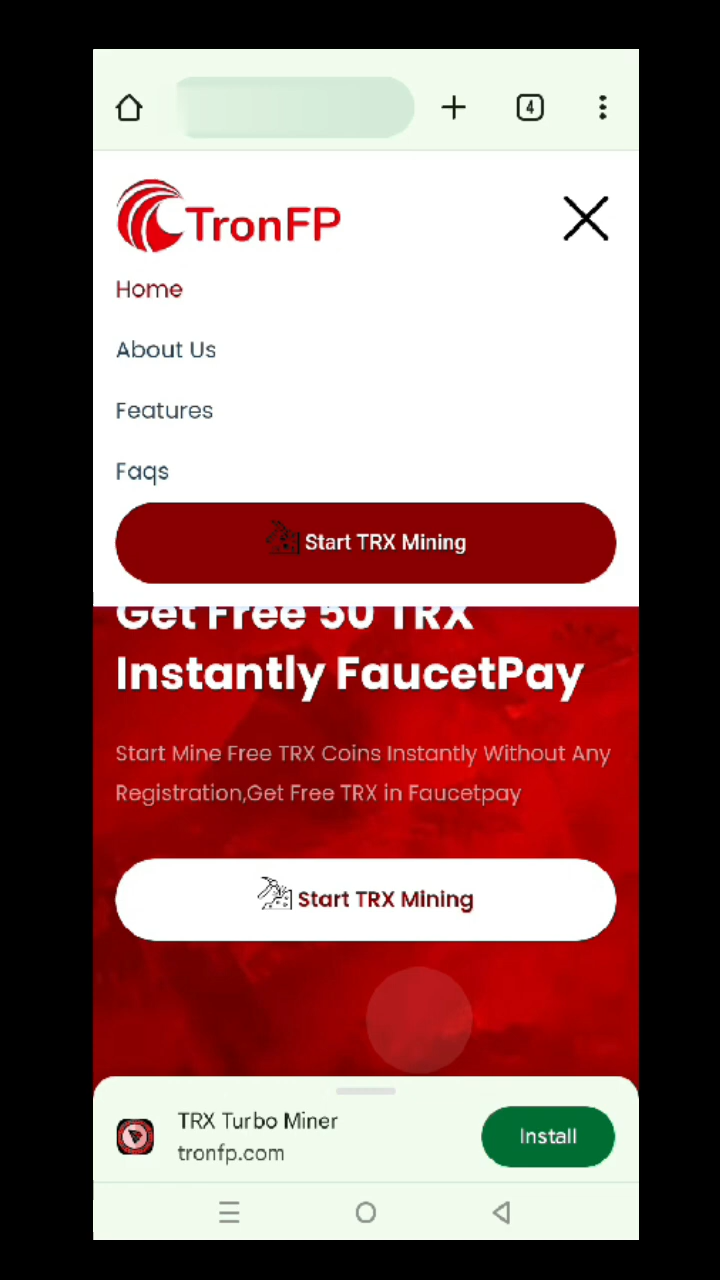 4
TronFP
Home
About Us
Features
Faqs
Start TRX Mining
Get Free 50 TRX
Instantly FaucetPay
Start Mine Free TRX Coins Instantly Without Any
Registration,Get Free TRX in Faucetpay
Start TRX Mining
TRX Turbo Miner
tronfp.com
Install